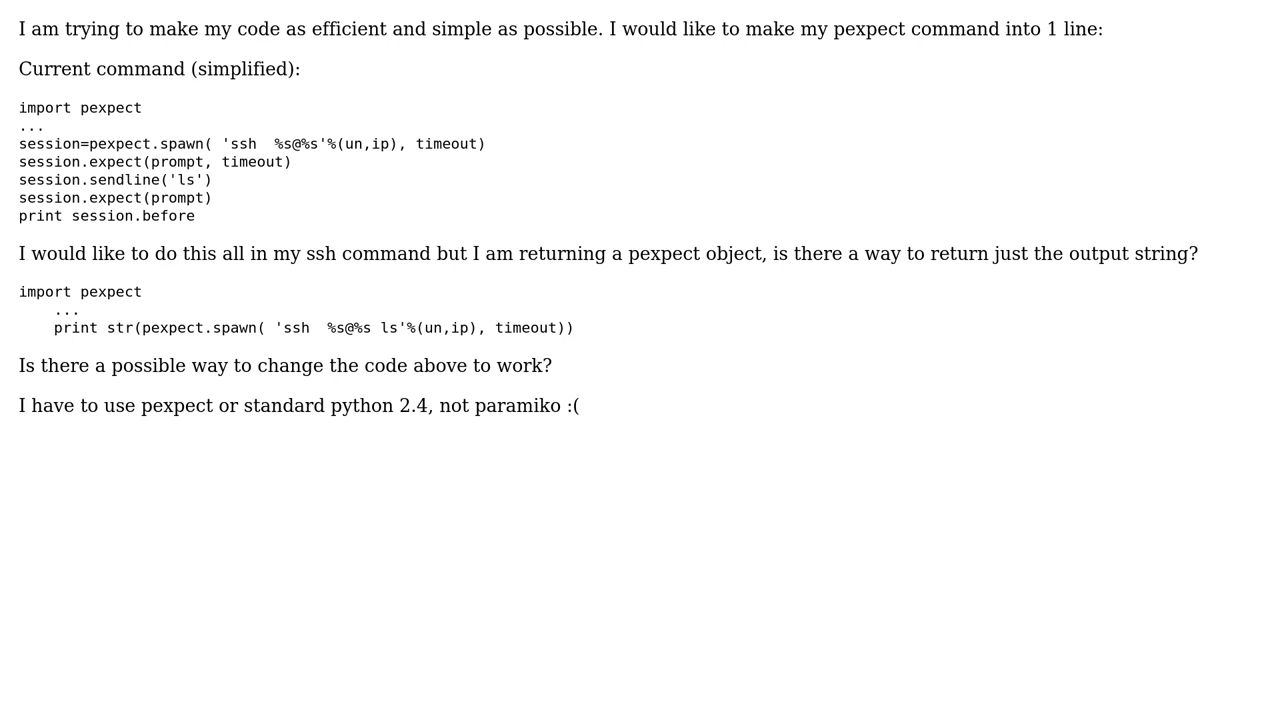 I am trying to make my code as efficient and simple as possible. I would like to make my pexpect command into 1 line:
Current command (simplified):
import pexpect
...
session=pexpect.spawn( 'ssh  %s@%s'%(un,ip), timeout)
session.expect(prompt, timeout)
session.sendline('ls')
session.expect(prompt)
print session.before
I would like to do this all in my ssh command but I am returning a pexpect object, is there a way to return just the output string?
import pexpect
    ...
    print str(pexpect.spawn( 'ssh  %s@%s ls'%(un,ip), timeout))
Is there a possible way to change the code above to work?
I have to use pexpect or standard python 2.4, not paramiko :(